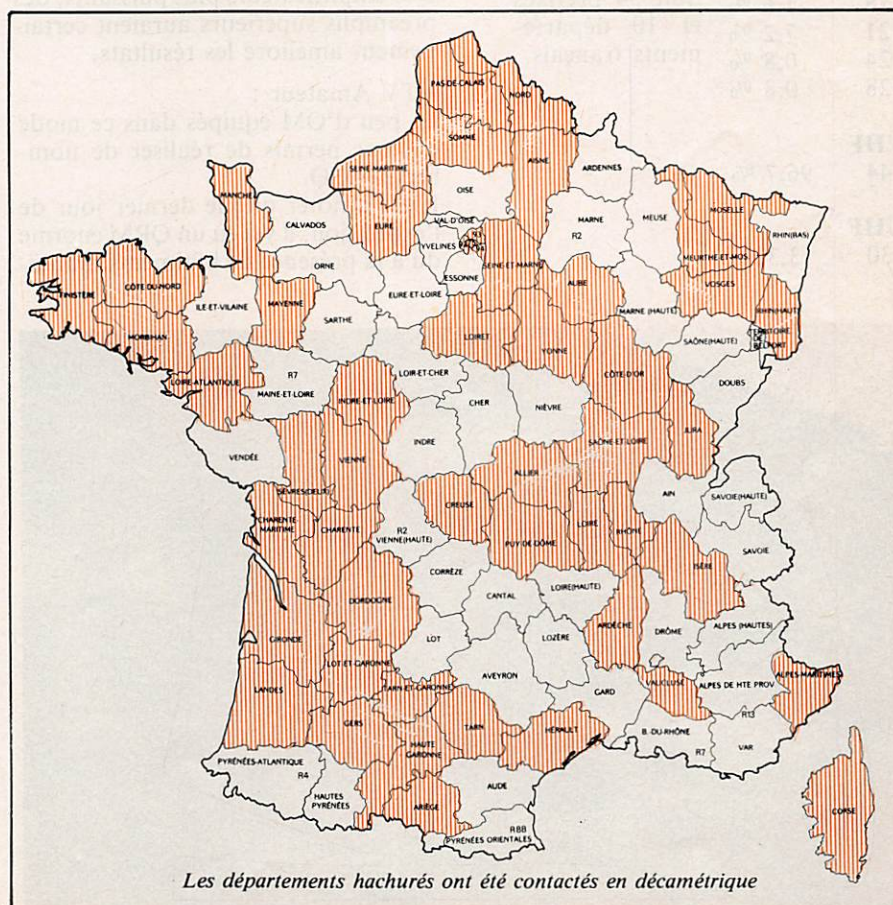 PAS-DE-CALAIS
NORD
SOMME
SEINE-MARITIME
AISNE
ARDENNES
OISE
MANCHE
CALVADOS
EURE
VAL-D'OISE
MARNE
R2
MEUSE
MOSELLE
RHIN(BAS)
YVELINES
ESSONNE
SEINE-ET-MARNE
MEURTHE-ET-MOS.
ORNE
EURE-ET-LOIRE
AUBE
MARNE (HAUTE)
VOSGES
RHIN(HAUT)
FINISTÈRE
CÔTE-DU-NORD
ILE-ET-VILAINE
MAYENNE
SARTHE
MORBIHAN
LOIRET
YONNE
SAÔNE(HAUTE)
TERRITOIRE
DE
BELFORT
LOIRE-ATLANTIQUE
R7
MAINE-ET-LOIRE
INDRE-ET-LOIRE
LOIR-ET-CHER
CHER
NIÈVRE
CÔTE-D'OR
DOUBS
JURA
VENDÉE
SÈVRES(DEUX)
VIENNE
INDRE
ALLIER
SAÔNE-ET-LOIRE
AIN
SAVOIE(HAUTE)
CHARENTE-
MARITIME
CHARENTE
R2
VIENNE(HAUTE)
CREUSE
PUY-DE-DÔME
LOIRE
RHÔNE
SAVOIE
ISÈRE
CORRÈZE
CANTAL
LOIRE(HAUTE)
DORDOGNE
GIRONDE
LOT
LOZÈRE
ARDÈCHE
DRÔME
ALPES (HAUTES)
LOT-ET-GARONNE
AVEYRON
GARD
VAUCLUSE
ALPES DE HTE PROV
ALPES-MARITIMES
LANDES
TARN-ET-GARONNE
GERS
TARN
HÉRAULT
B.-DU-RHÔNE
R7
R13
VAR
HAUTE
GARONNE
PYRÉNÉES-ATLANTIQUE
R4
HAUTES
PYRÉNÉES
ARIÈGE
AUDE
R8B
PYRÉNÉES ORIENTALES
CORSE
Les départements hachurés ont été contactés en décamétrique